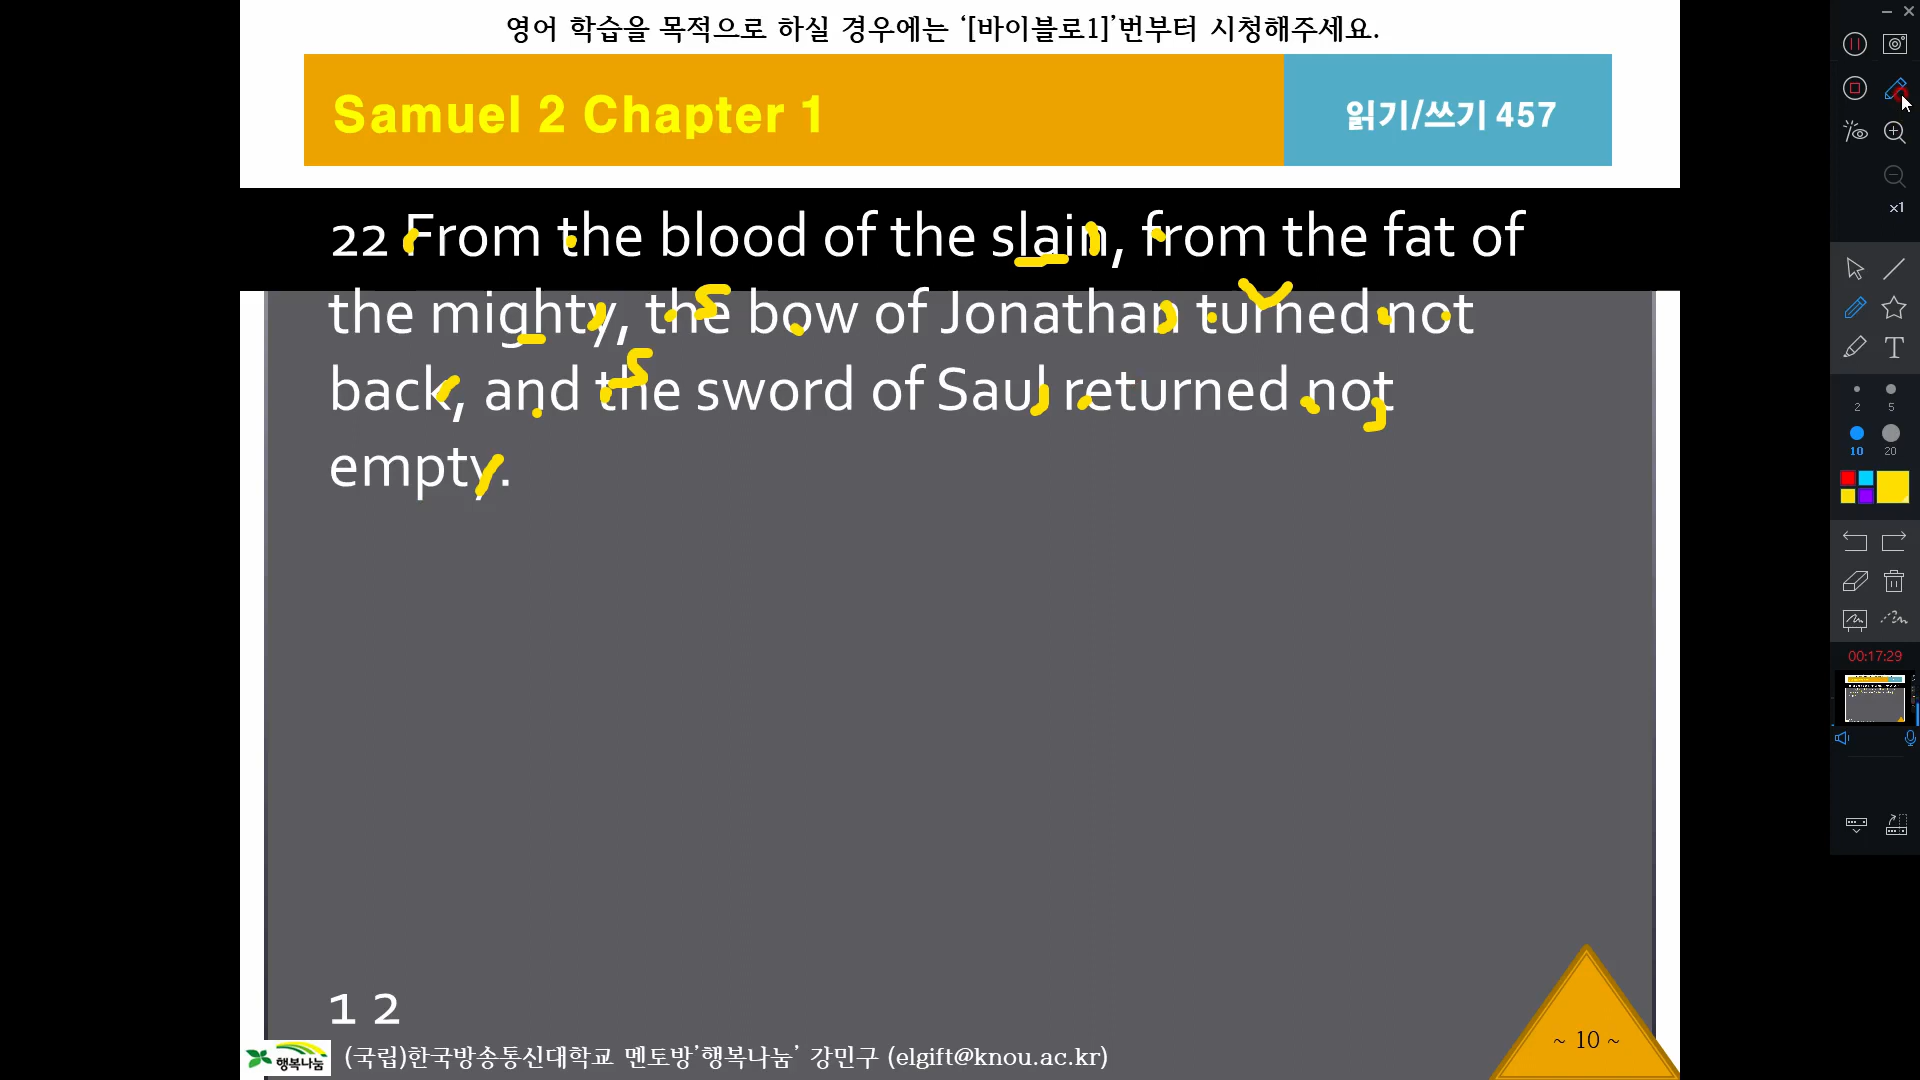 영어 학습을 목적으로 하실 경우에는 ‘[바이블로1]’번부터 시청해주세요.
Samuel 2 Chapter 1
읽기/쓰기 457
22 From the blood of the slain, from the fat of
the mighty, the bow of Jonathan turned not
back, and the sword of Saul returned not
empty.
1 2
행복나눔
(국립)한국방송통신대학교 멘토방’행복나눔’ 강민구 (elgift@knou.ac.kr)
~ 10 ~
x1
T
2 5
10 20
00:17:29